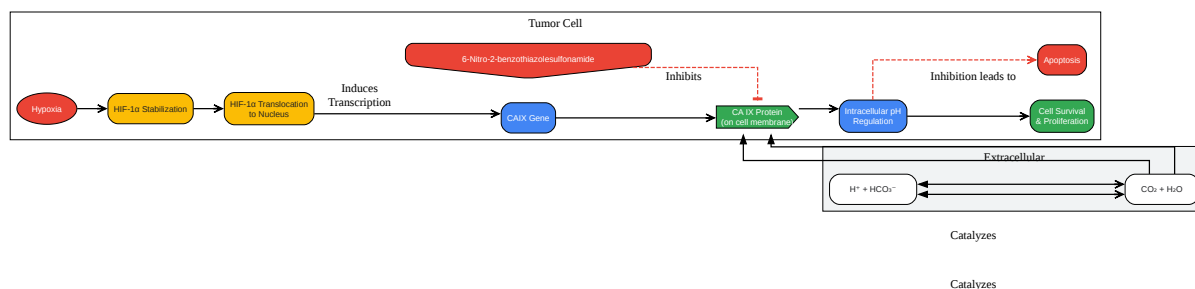 Tumor Cell
6-Nitro-2-benzothiazolesulfonamide
Apoptosis
Inhibits
Inhibition leads to
Induces
Transcription
Hypoxia
HIF-1α Stabilization
HIF-1α Translocation
to Nucleus
CAIX Gene
CA IX Protein
(on cell membrane)
Intracellular pH
Regulation
Cell Survival
& Proliferation
Extracellular
H⁺ + HCO₃⁻
CO₂ + H₂O
Catalyzes
Catalyzes